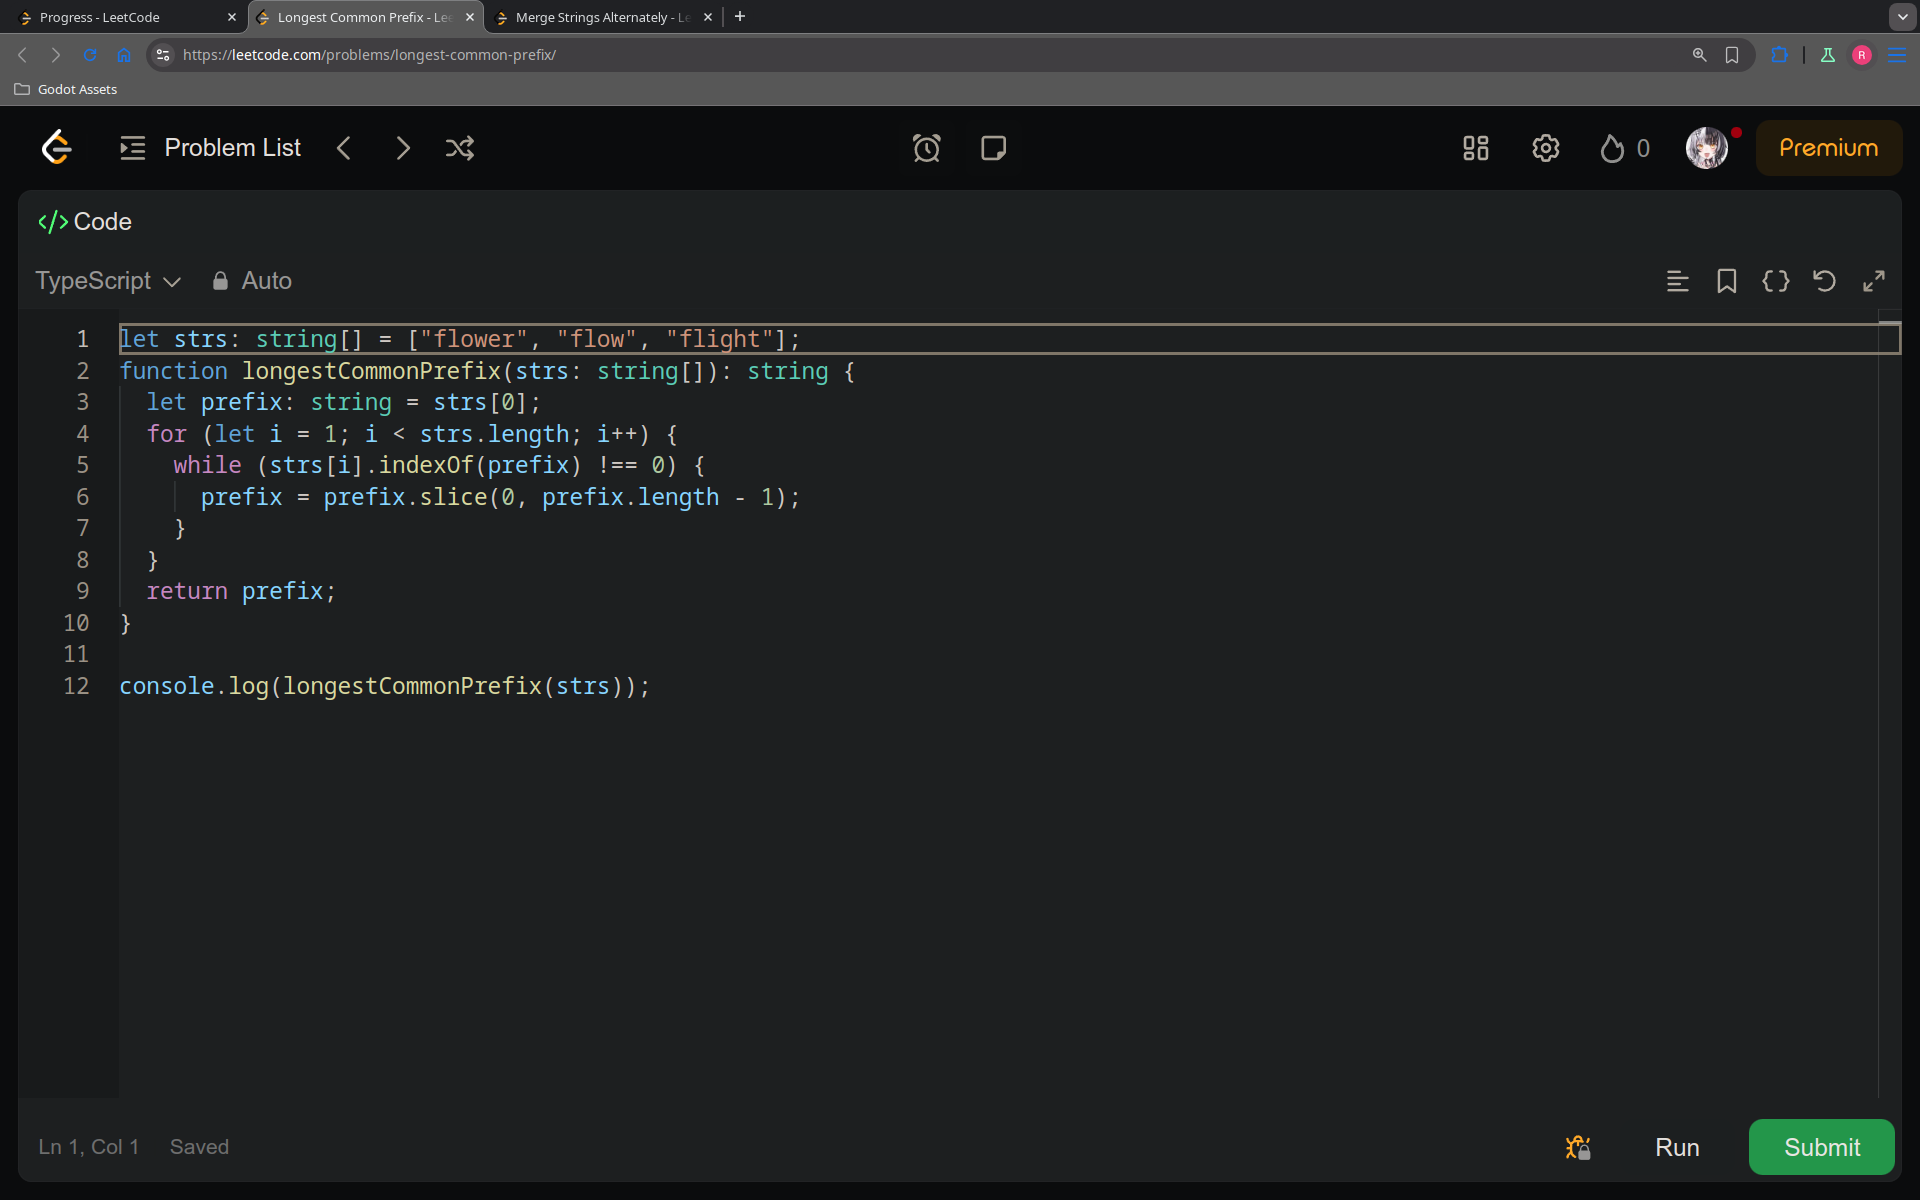 Progress - LeetCode
Longest Common Prefix - Lee
Merge Strings Alternately - Le
https://leetcode.com/problems/longest-common-prefix/
R
Godot Assets
Problem List
0
Premium
</> Code
TypeScript
Auto
1 let strs: string[] = ["flower", "flow", "flight"];
2 function longestCommonPrefix(strs: string[]): string {
3 let prefix: string = strs[0];
4 for (let i = 1; i < strs.length; i++) {
5 while (strs[i].indexOf(prefix) !== 0) {
6 prefix = prefix.slice(0, prefix.length - 1);
7 }
8 }
9 return prefix;
10 }
11
12 console.log(longestCommonPrefix(strs));
Ln 1, Col 1 Saved
Run
Submit